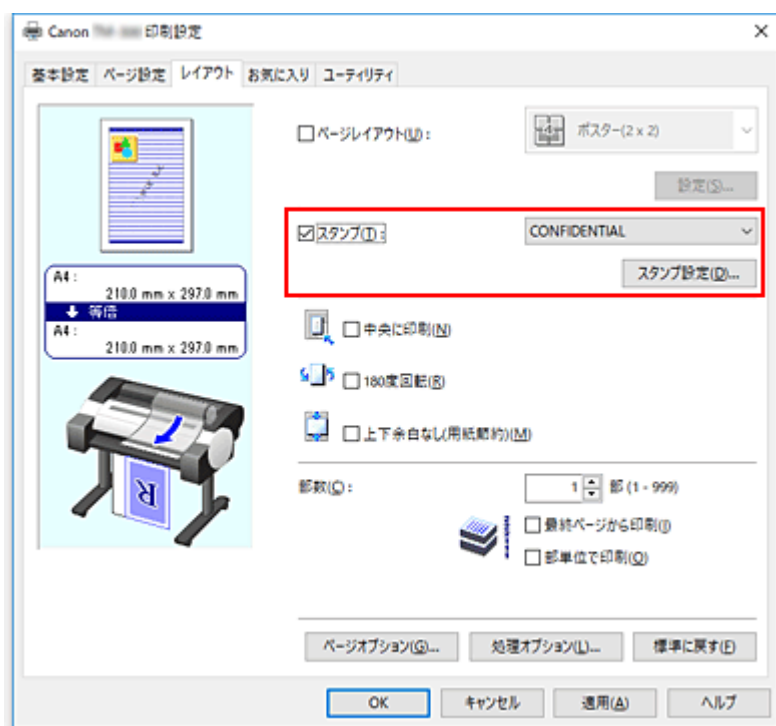 Canon 印刷設定
基本設定 ページ設定 レイアウト お気に入り ユーティリティ
ページレイアウト(U):
ポスター(2 x 2)
設定(S)...
スタンプ(T):
CONFIDENTIAL
スタンプ設定(D)...
A4 :
210.0 mm x 297.0 mm
等倍
A4 :
210.0 mm x 297.0 mm
中央に印刷(N)
180度回転(R)
上下余白なし(用紙節約)(M)
部数(C):
1 部 (1 - 999)
最終ページから印刷(I)
部単位で印刷(O)
R
ページオプション(G)... 処理オプション(L)... 標準に戻す(F)
OK キャンセル 適用(A) ヘルプ